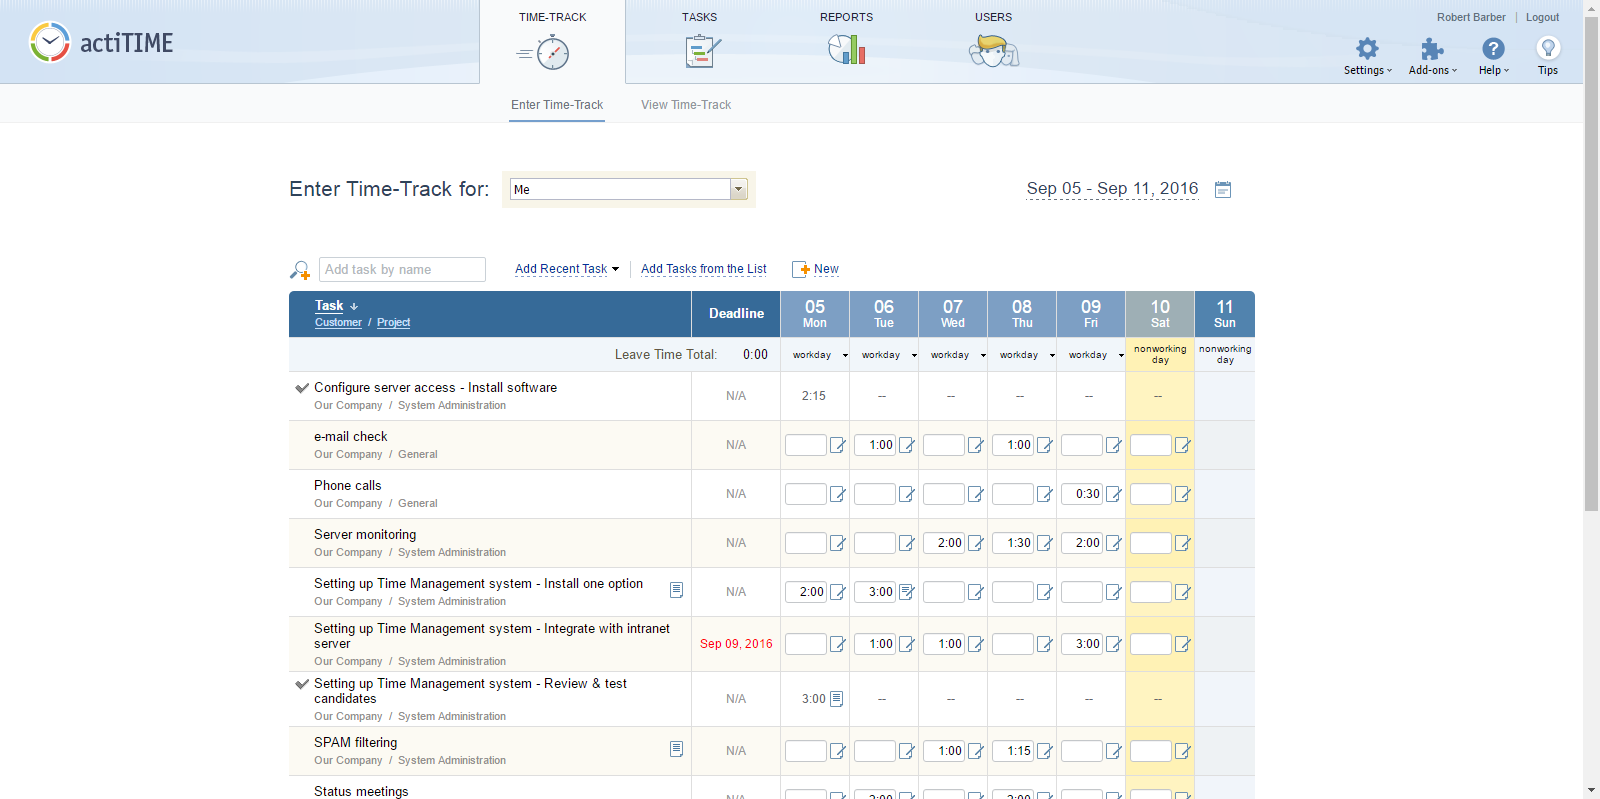 actiTIME
TIME-TRACK
TASKS
REPORTS
USERS
Robert Barber | Logout
Settings
Add-ons
Help
Tips
Enter Time-Track
View Time-Track
Enter Time-Track for: Me
Sep 05 - Sep 11, 2016
Add task by name
Add Recent Task
Add Tasks from the List
New
Task Deadline 05 06 07 08 09 10 11
Customer / Project Mon Tue Wed Thu Fri Sat Sun
Leave Time Total: 0:00 workday workday workday workday workday nonworking day nonworking day
Configure server access - Install software N/A 2:15 -- -- -- -- --
Our Company / System Administration
e-mail check N/A 1:00 1:00
Our Company / General
Phone calls N/A 0:30
Our Company / General
Server monitoring N/A 2:00 1:30 2:00
Our Company / System Administration
Setting up Time Management system - Install one option N/A 2:00 3:00
Our Company / System Administration
Setting up Time Management system - Integrate with intranet
server Sep 09, 2016 1:00 1:00 3:00
Our Company / System Administration
Setting up Time Management system - Review & test
candidates N/A 3:00 -- -- -- -- --
Our Company / System Administration
SPAM filtering N/A 1:00 1:15
Our Company / System Administration
Status meetings N/A 2:00 2:00